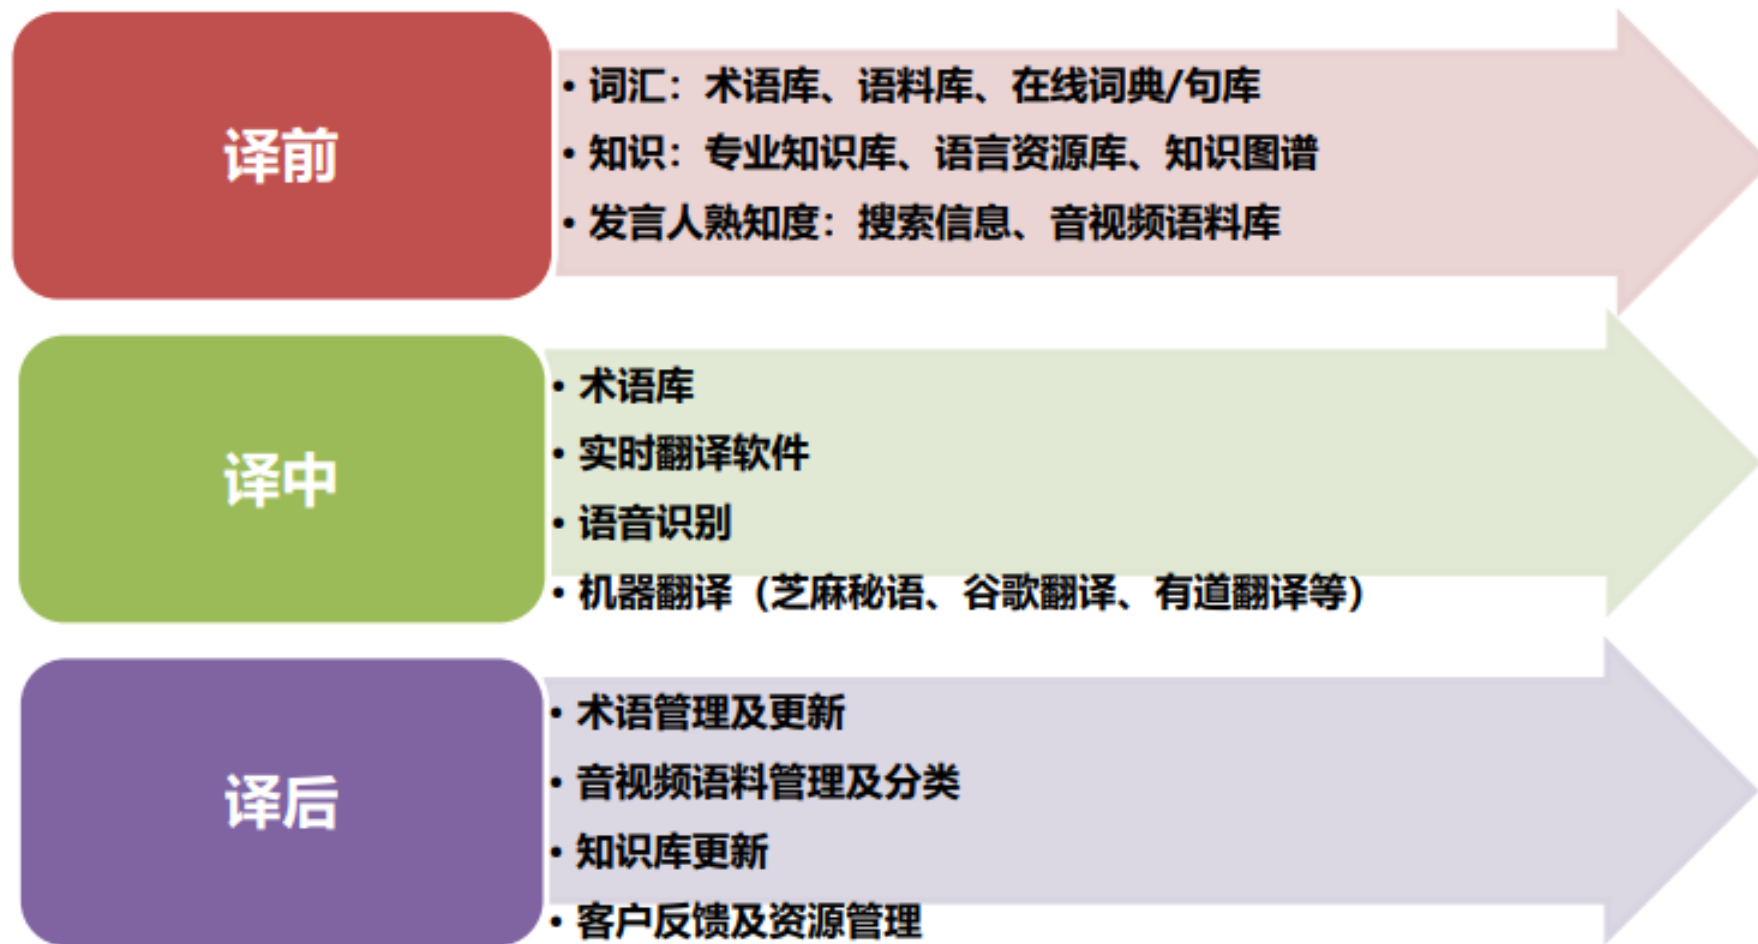 译前
• 词�：术语库、语料库、在线词典/句库
• 知识：专业知识库、语言资源库、知识图谱
• 发言人熟知度：搜索信息、音视频语料库
译中
• 术语库
• 实时翻译软件
• 语音识别
• 机器翻译（芝麻秘语、谷歌翻译、有道翻译等）
译后
• 术语管理及更新
• 音视频语料管理及分类
• 知识库更新
• 客户反馈及资源管理